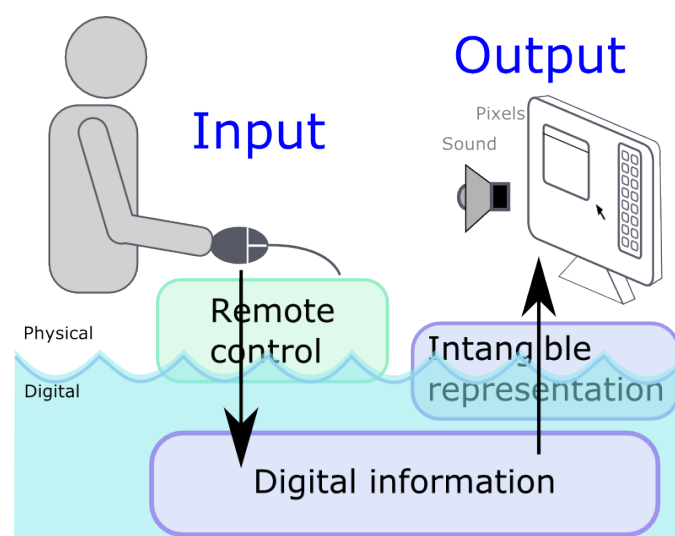 Output
Input
Pixels
Sound
Remote
control
Physical
Digital
Intangible
representation
Digital information